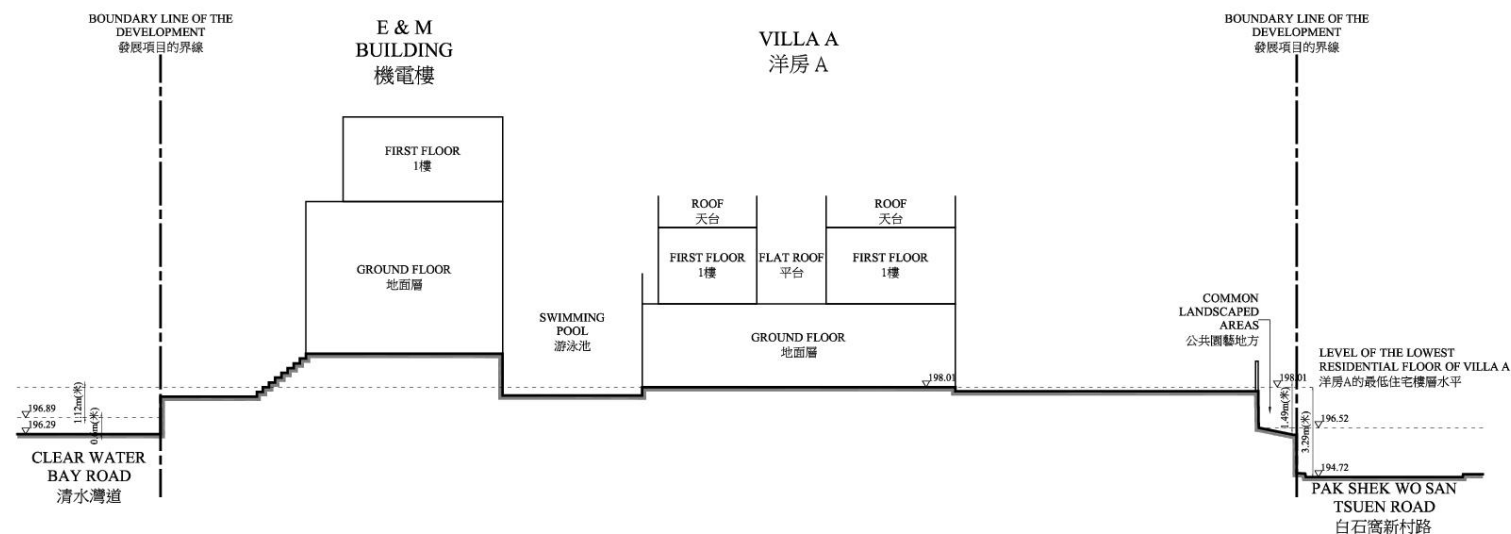 BOUNDARY LINE OF THE
DEVELOPMENT
發展項目的界線
E & M
BUILDING
機電樓
VILLA A
洋房 A
BOUNDARY LINE OF THE
DEVELOPMENT
發展項目的界線
FIRST FLOOR
1樓
GROUND FLOOR
地面層
SWIMMING
POOL
游泳池
ROOF
天台
ROOF
天台
FIRST FLOOR
1樓
FLAT ROOF
平台
FIRST FLOOR
1樓
GROUND FLOOR
地面層
198.01
COMMON
LANDSCAPED
AREAS
公共園藝地方
LEVEL OF THE LOWEST
RESIDENTIAL FLOOR OF VILLA A
洋房A的最低住宅樓層水平
198.01
196.52
194.72
1.49m(米)
3.29m(米)
196.89
196.29
1.12m(米)
0.6m(米)
CLEAR WATER
BAY ROAD
清水灣道
PAK SHEK WO SAN
TSUEN ROAD
白石窩新村路